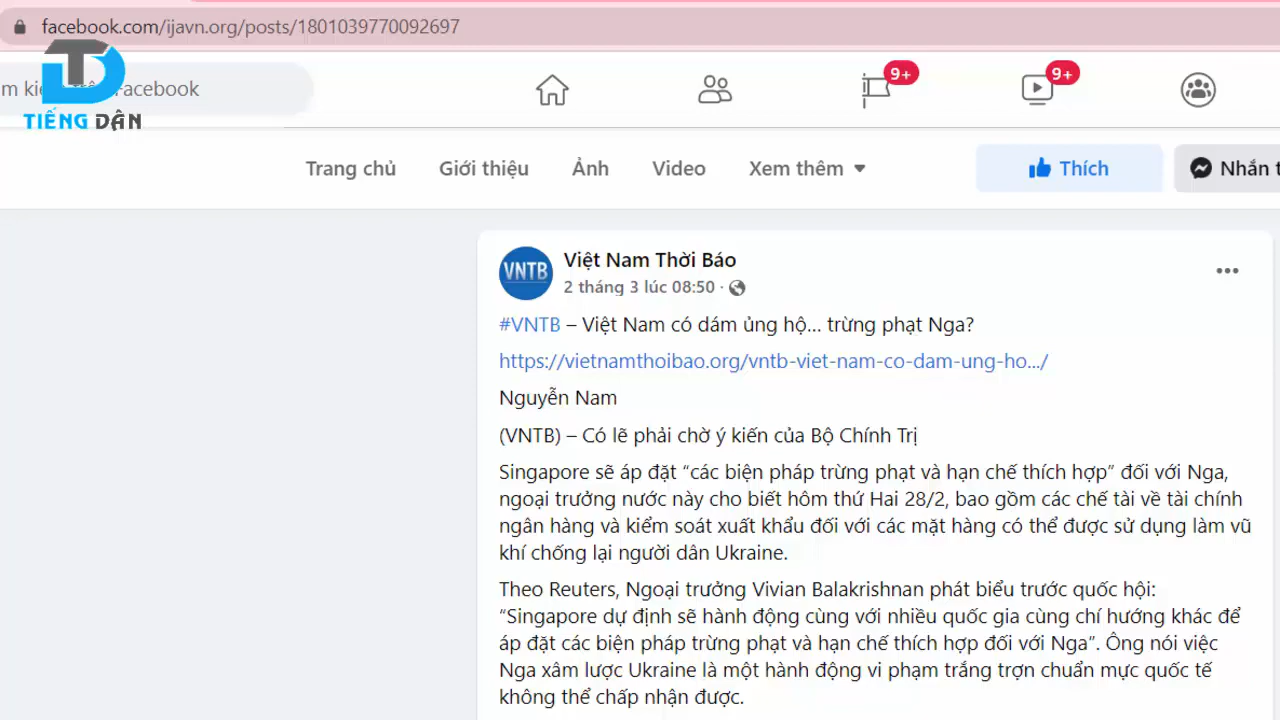 facebook.com/ijavn.org/posts/1801039770092697
Facebook
TIẾNG DÂN
9+
9+
Trang chủ
Giới thiệu
Ảnh
Video
Xem thêm
Thích
Nhắn
VNTB
Việt Nam Thời Báo
2 tháng 3 lúc 08:50 ·
#VNTB – Việt Nam có dám ủng hộ... trừng phạt Nga?
https://vietnamthoibao.org/vntb-viet-nam-co-dam-ung-ho.../
Nguyễn Nam
(VNTB) – Có lẽ phải chờ ý kiến của Bộ Chính Trị
Singapore sẽ áp đặt “các biện pháp trừng phạt và hạn chế thích hợp” đối với Nga,
ngoại trưởng nước này cho biết hôm thứ Hai 28/2, bao gồm các chế tài về tài chính
ngân hàng và kiểm soát xuất khẩu đối với các mặt hàng có thể được sử dụng làm vũ
khí chống lại người dân Ukraine.
Theo Reuters, Ngoại trưởng Vivian Balakrishnan phát biểu trước quốc hội:
“Singapore dự định sẽ hành động cùng với nhiều quốc gia cùng chí hướng khác để
áp đặt các biện pháp trừng phạt và hạn chế thích hợp đối với Nga”. Ông nói việc
Nga xâm lược Ukraine là một hành động vi phạm trắng trợn chuẩn mực quốc tế
không thể chấp nhận được.